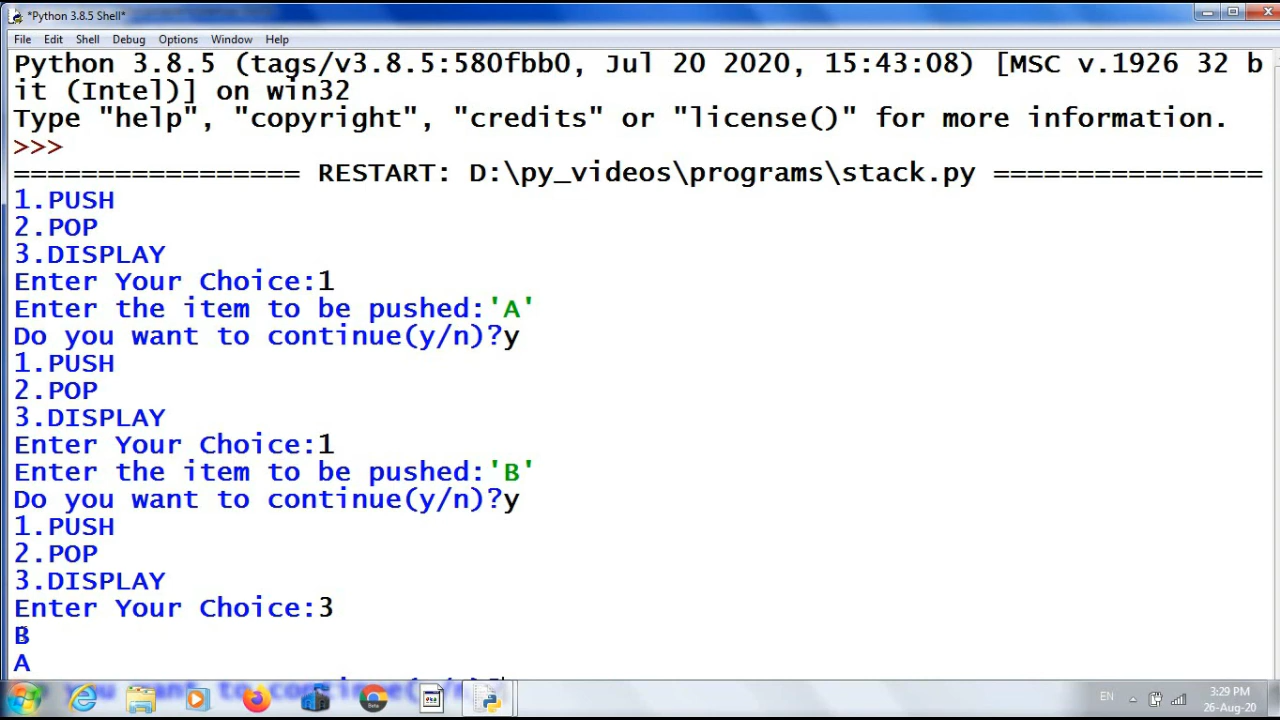 *Python 3.8.5 Shell*
File Edit Shell Debug Options Window Help
Python 3.8.5 (tags/v3.8.5:580fbb0, Jul 20 2020, 15:43:08) [MSC v.1926 32 b
it (Intel)] on win32
Type "help", "copyright", "credits" or "license()" for more information.
>>>
================= RESTART: D:\py_videos\programs\stack.py ================
1.PUSH
2.POP
3.DISPLAY
Enter Your Choice:1
Enter the item to be pushed:'A'
Do you want to continue(y/n)?y
1.PUSH
2.POP
3.DISPLAY
Enter Your Choice:1
Enter the item to be pushed:'B'
Do you want to continue(y/n)?y
1.PUSH
2.POP
3.DISPLAY
Enter Your Choice:3
B
A
you want to continue(y/n)?
Beta
EN
3:29 PM
26-Aug-20